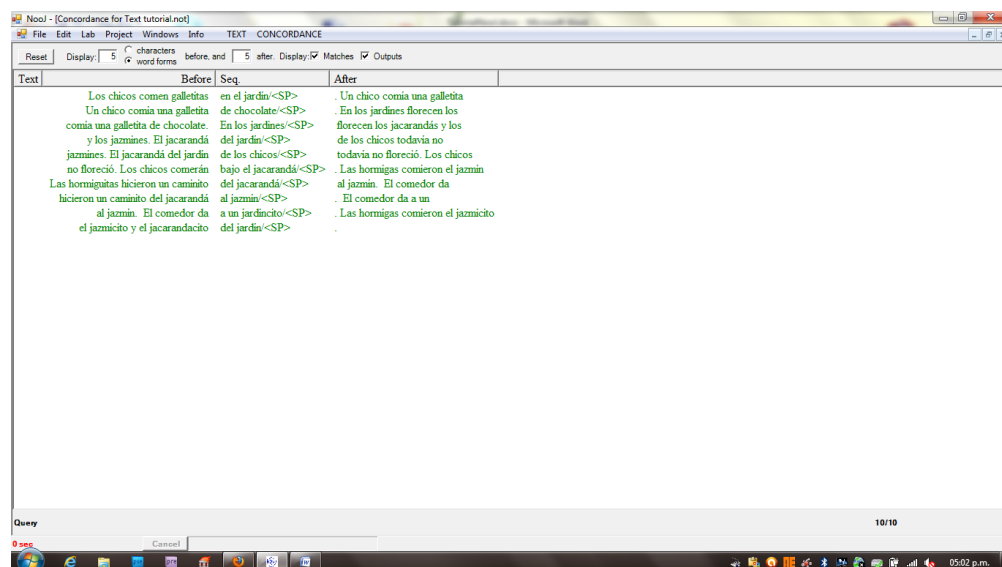 NooJ - [Concordance for Text tutorial.not]
File Edit Lab Project Windows Info TEXT CONCORDANCE
Reset Display: 5 characters word forms before, and 5 after. Display: Matches Outputs
Text Before Seq. After
Los chicos comen galletitas en el jardín/<SP> . Un chico comía una galletita
Un chico comía una galletita de chocolate/<SP> . En los jardines florecen los
comía una galletita de chocolate. En los jardines/<SP> florecen los jacarandás y los
y los jazmines. El jacarandá del jardín/<SP> de los chicos todavía no
jazmines. El jacarandá del jardín de los chicos/<SP> todavía no floreció. Los chicos
no floreció. Los chicos comerán bajo el jacarandá/<SP> . Las hormigas comieron el jazmín
Las hormiguitas hicieron un caminito del jacarandá/<SP> al jazmín. El comedor da
hicieron un caminito del jacarandá al jazmín/<SP> . El comedor da a un
al jazmín. El comedor da a un jardincito/<SP> . Las hormigas comieron el jazmicito
el jazmicito y el jacarandacito del jardín/<SP> .
Query 10/10
0 sec Cancel
05:02 p.m.